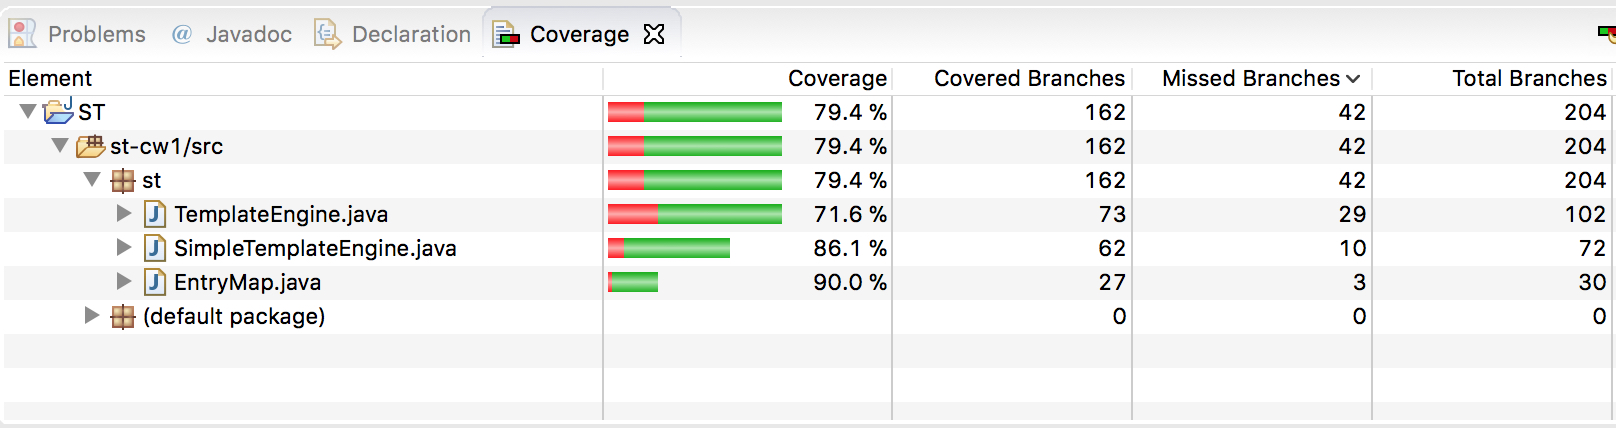 Problems @ Javadoc Declaration Coverage
Element Coverage Covered Branches Missed Branches Total Branches
ST 79.4 % 162 42 204
st-cw1/src 79.4 % 162 42 204
st 79.4 % 162 42 204
J TemplateEngine.java 71.6 % 73 29 102
J SimpleTemplateEngine.java 86.1 % 62 10 72
J EntryMap.java 90.0 % 27 3 30
(default package) 0 0 0